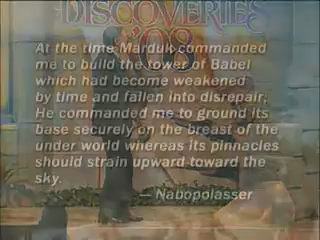 DISCOVERIES
'08
At the time Marduk commanded
me to build the tower of Babel
which had become weakened
by time and fallen into disrepair;
He commanded me to ground its
base securely on the breast of the
under world whereas its pinnacles
should strain upward toward the
sky.
— Nabopolasser